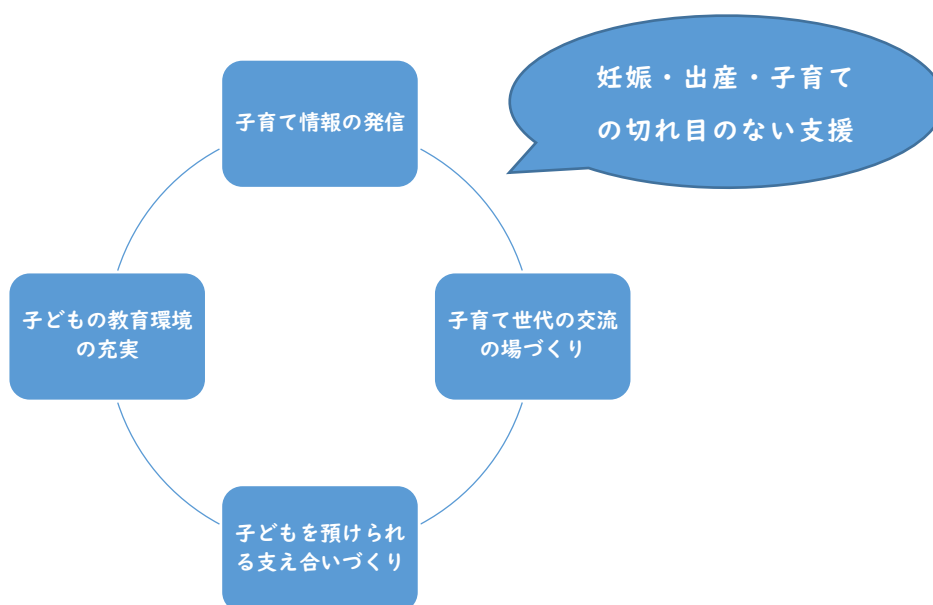 妊娠・出産・子育て
の切れ目のない支援
子育て情報の発信
子育て世代の交流
の場づくり
子どもを預けられ
る支え合いづくり
子どもの教育環境
の充実